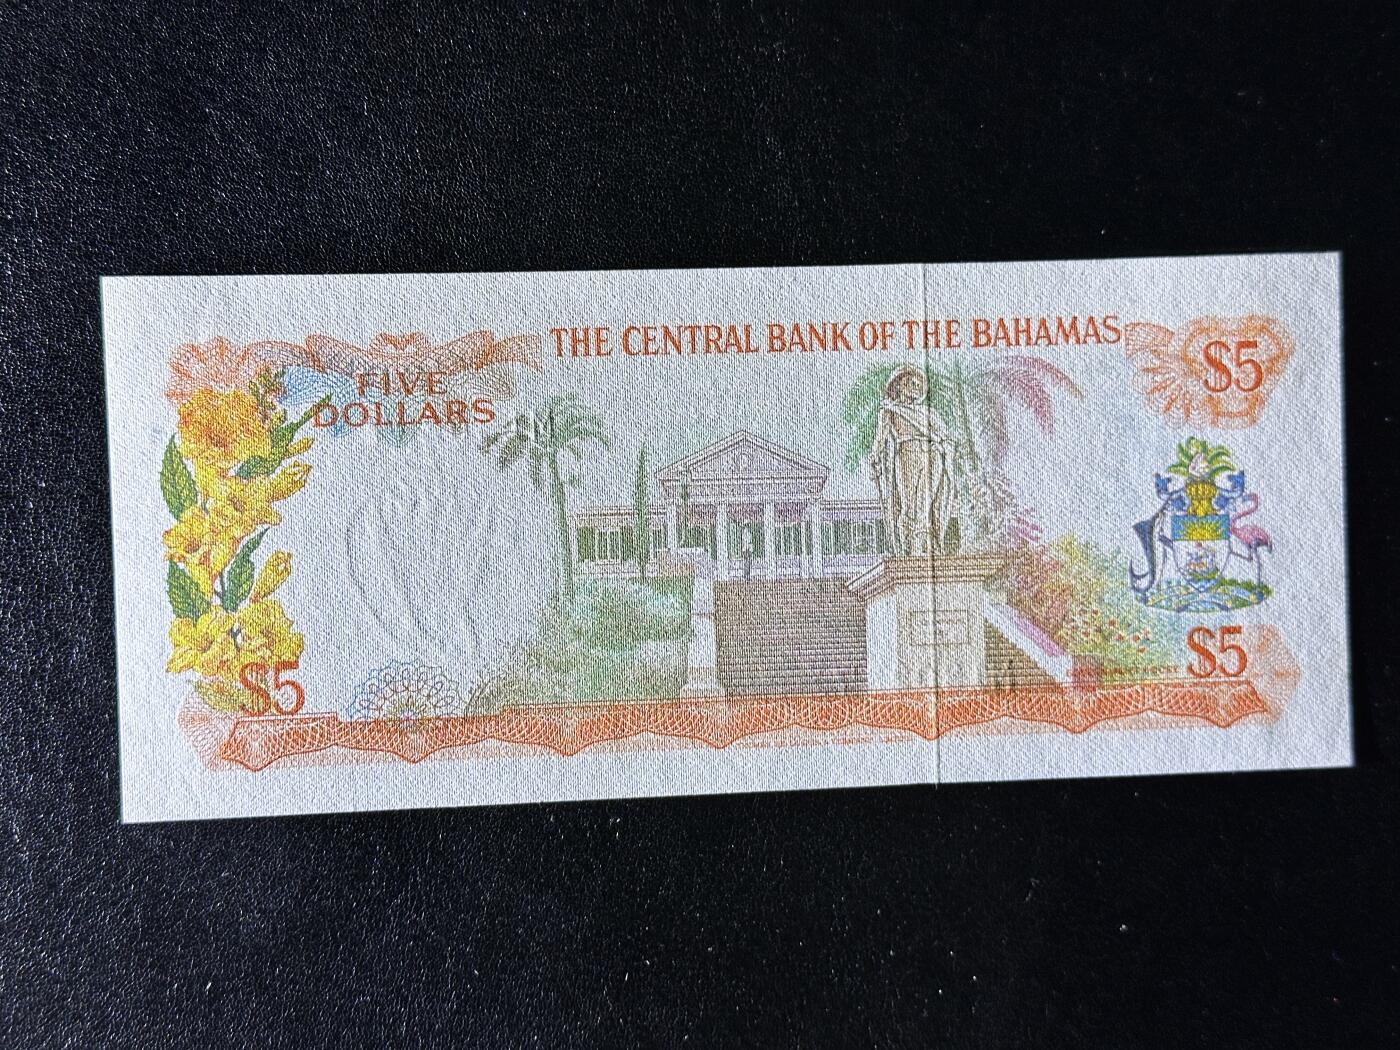 THE CENTRAL BANK OF THE BAHAMAS
$5
FIVE
DOLLARS
$5
$5